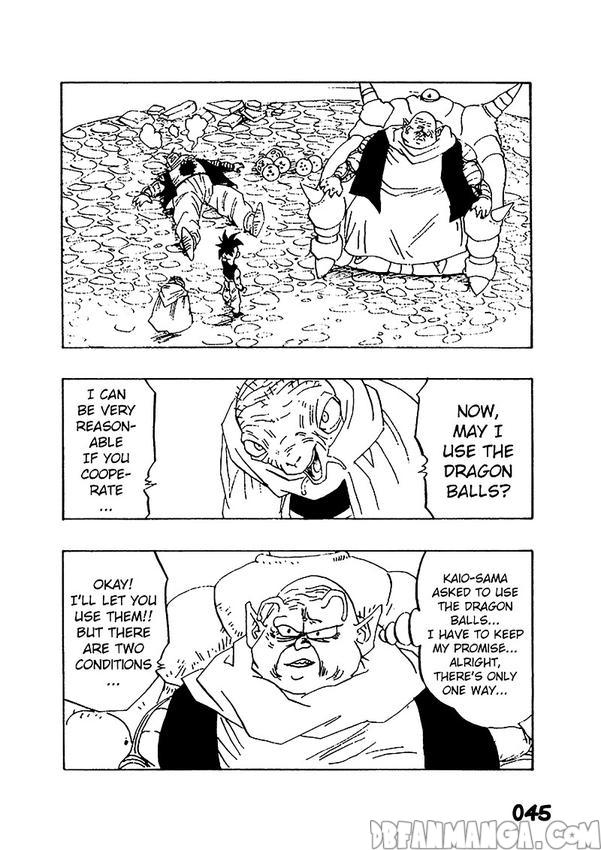 NOW,
MAY I
USE THE
DRAGON
BALLS?
I CAN
BE VERY
REASON-
ABLE
IF YOU
COOPE-
RATE
...
KAIO-SAMA
ASKED TO USE
THE DRAGON
BALLS...
I HAVE TO KEEP
MY PROMISE...
ALRIGHT,
THERE'S ONLY
ONE WAY...
OKAY!
I'LL LET YOU
USE THEM!!
BUT THERE
ARE TWO
CONDITIONS
...
045
DBFANMANGA.COM